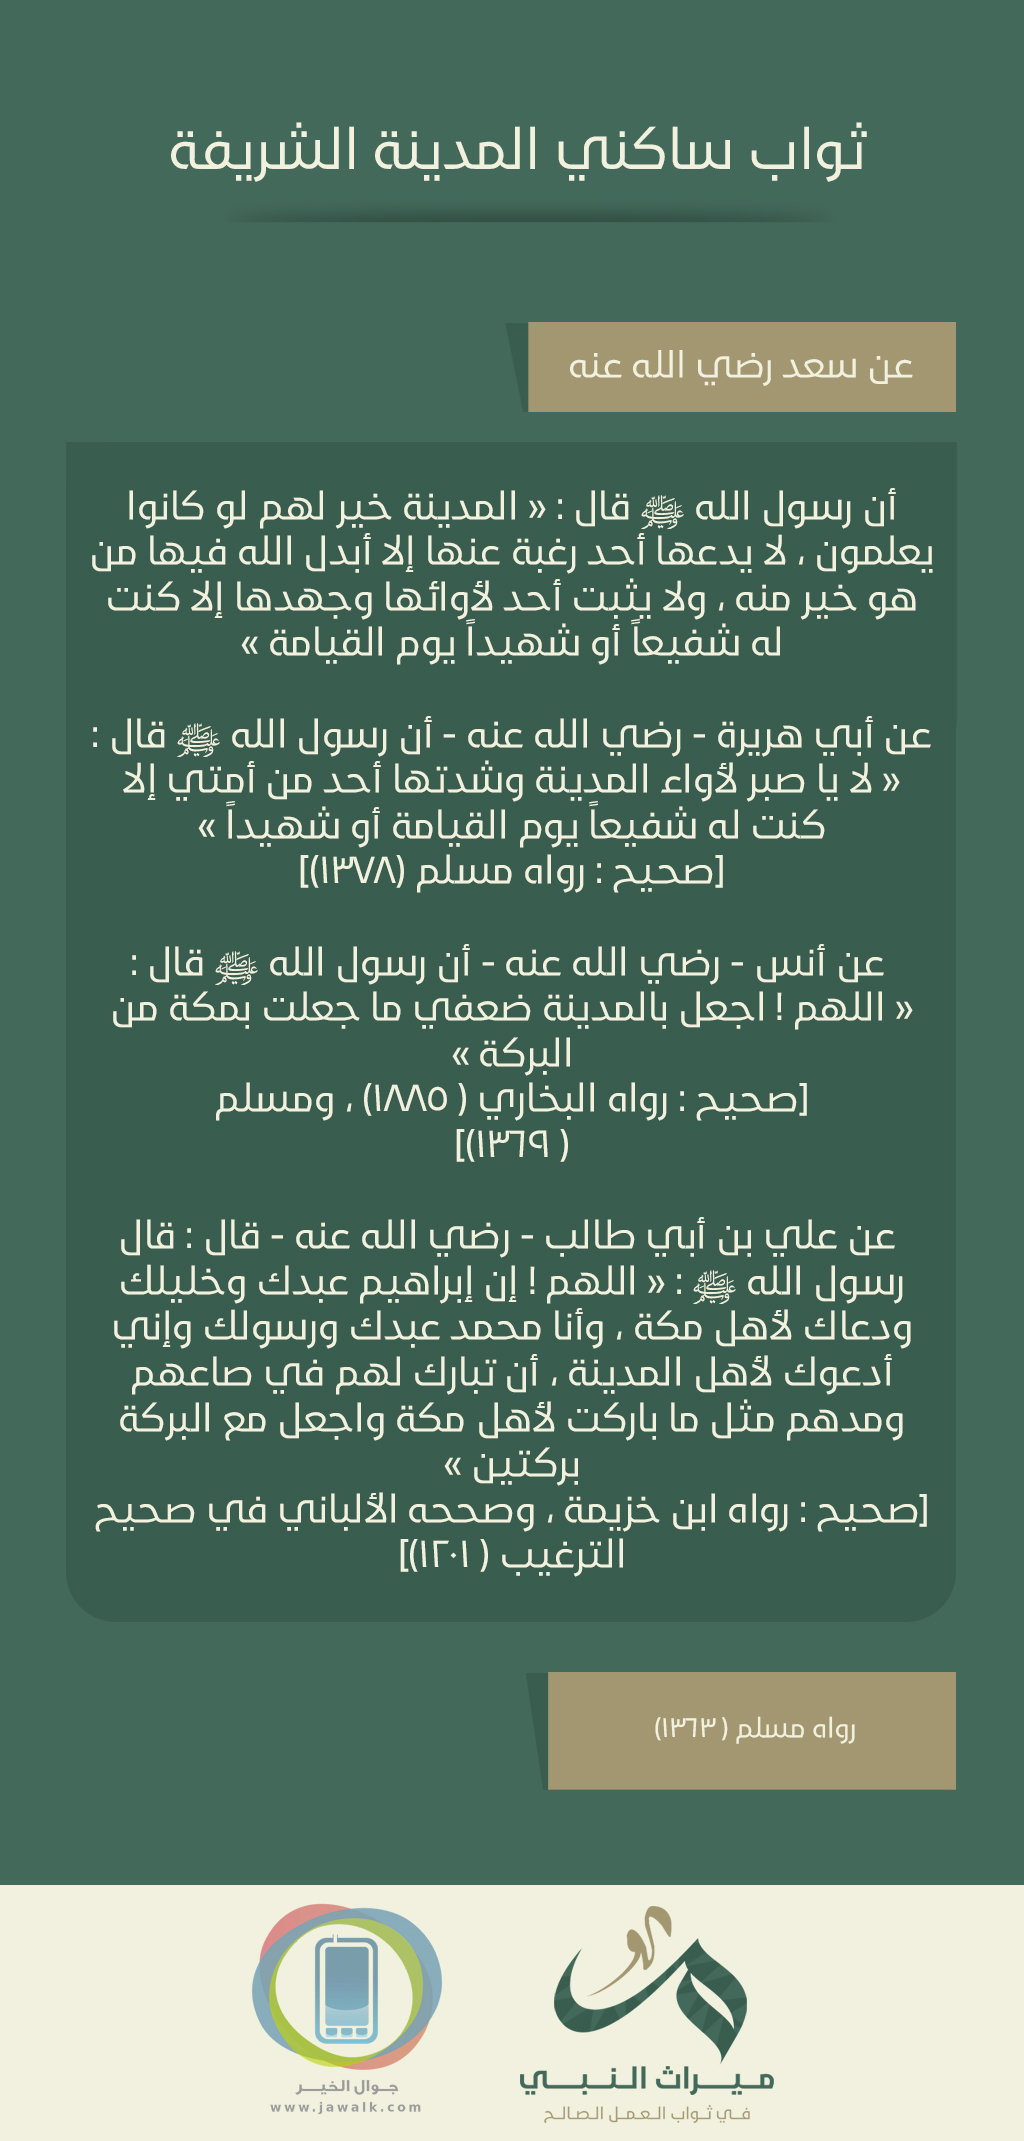 ثواب ساكني المدينة الشريفة
عن سعد رضي الله عنه
أن رسول الله ﷺ قال : « المدينة خير لهم لو كانوا
يعلمون ، لا يدعها أحد رغبة عنها إلا أبدل الله فيها من
هو خير منه ، ولا يثبت أحد لأوائها وجهدها إلا كنت
له شفيعاً أو شهيداً يوم القيامة »
عن أبي هريرة - رضي الله عنه - أن رسول الله ﷺ قال :
« لا يا صبر لأواء المدينة وشدتها أحد من أمتي إلا
كنت له شفيعاً يوم القيامة أو شهيداً »
[صحيح : رواه مسلم (١٣٧٨)]
عن أنس - رضي الله عنه - أن رسول الله ﷺ قال :
« اللهم ! اجعل بالمدينة ضعفي ما جعلت بمكة من
البركة »
[صحيح : رواه البخاري ( ١٨٨٥) ، ومسلم
( ١٣٦٩)]
عن علي بن أبي طالب - رضي الله عنه - قال : قال
رسول الله ﷺ : « اللهم ! إن إبراهيم عبدك وخليلك
ودعاك لأهل مكة ، وأنا محمد عبدك ورسولك وإني
أدعوك لأهل المدينة ، أن تبارك لهم في صاعهم
ومدهم مثل ما باركت لأهل مكة واجعل مع البركة
بركتين »
[صحيح : رواه ابن خزيمة ، وصححه الألباني في صحيح
الترغيب ( ١٢٠١)]
رواه مسلم ( ١٣٦٣)
ميراث النبي
في ثواب العمل الصالح
جوال الخير
www.jawalk.com